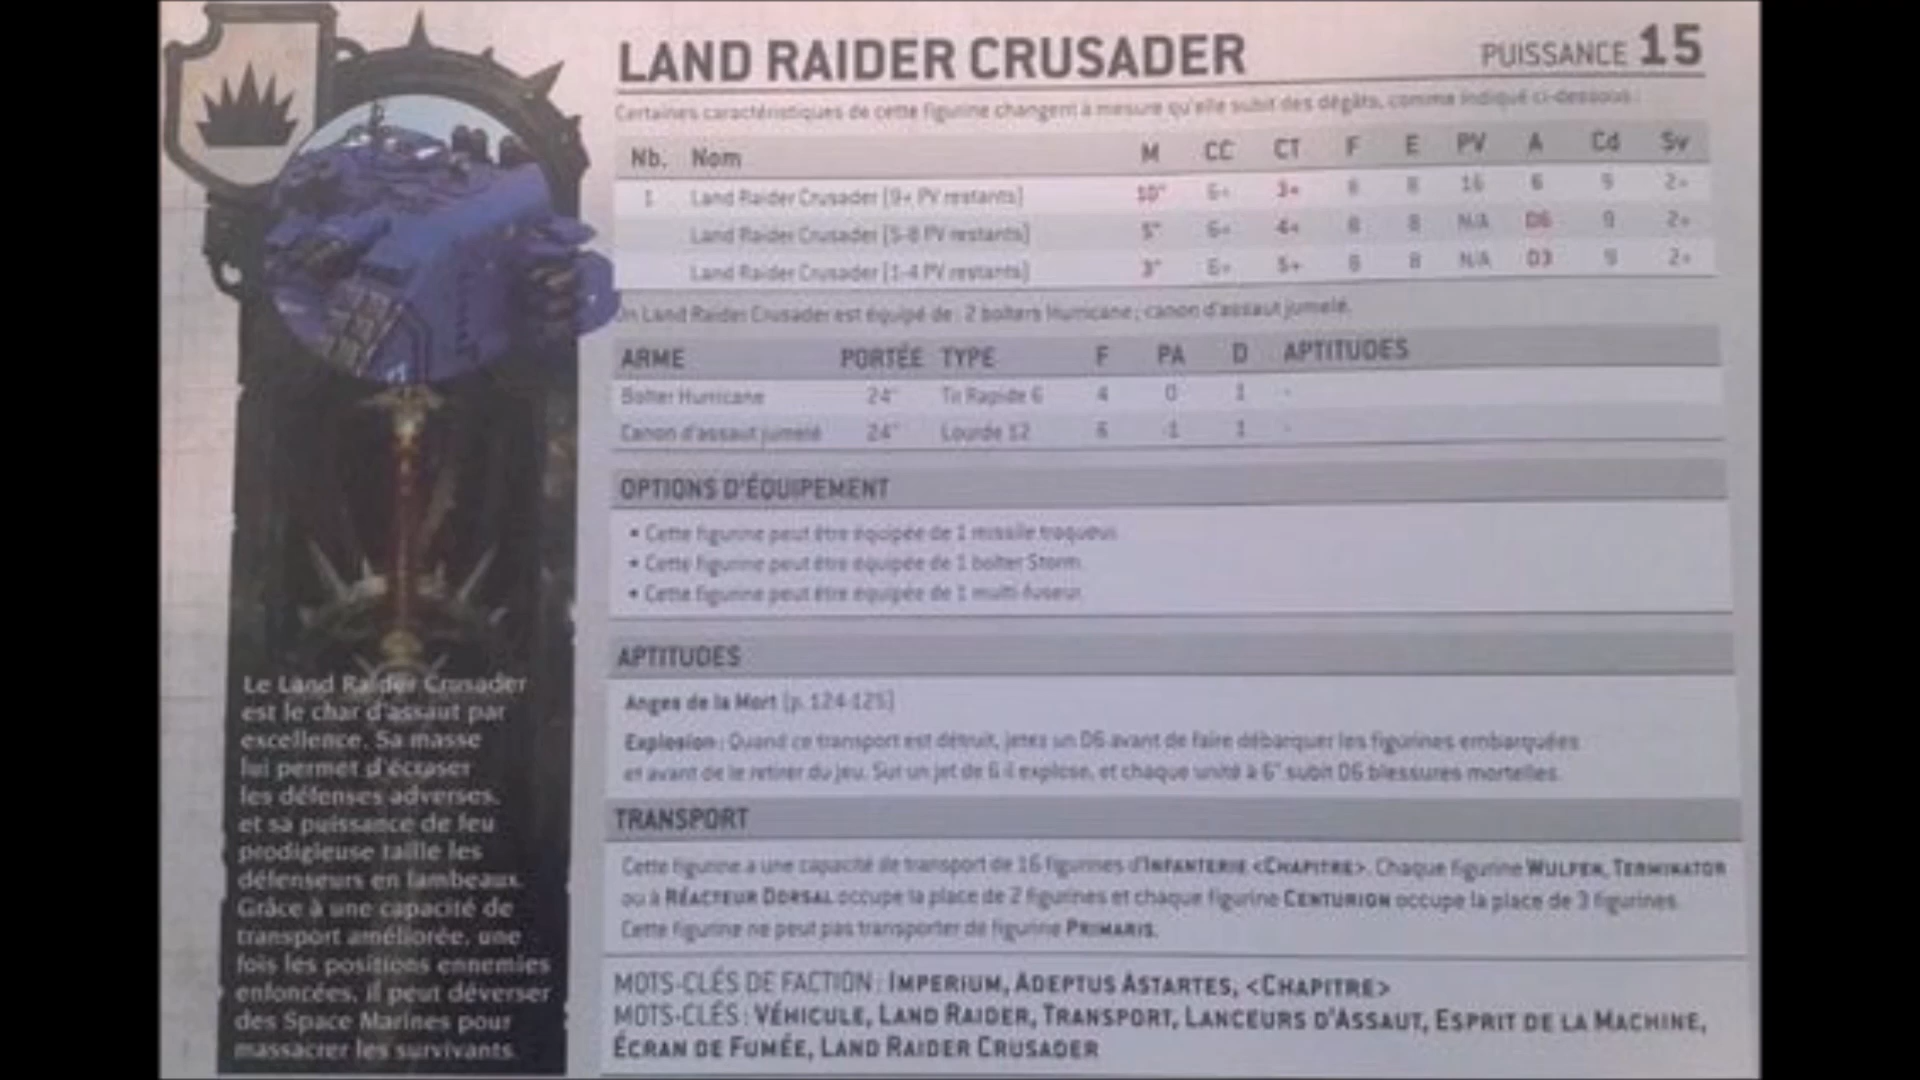 LAND RAIDER CRUSADER PUISSANCE 15
Certaines caractéristiques de cette figurine changent à mesure qu'elle subit des dégâts, comme indiqué ci-dessous :
Nb. Nom M CC CT F E PV A Cd Sv
1 Land Raider Crusader [9+ PV restants] 10" 6+ 3+ 8 8 16 6 9 2+
Land Raider Crusader [5-8 PV restants] 5" 6+ 4+ 8 8 N/A D6 9 2+
Land Raider Crusader [1-4 PV restants] 3" 6+ 5+ 8 8 N/A D3 9 2+
Un Land Raider Crusader est équipé de : 2 bolters Hurricane ; canon d'assaut jumelé.
ARME PORTÉE TYPE F PA D APTITUDES
Bolter Hurricane 24" Tir Rapide 6 4 0 1 -
Canon d'assaut jumelé 24" Lourde 12 6 -1 1 -
OPTIONS D'ÉQUIPEMENT
• Cette figurine peut être équipée de 1 missile traqueur.
• Cette figurine peut être équipée de 1 bolter Storm.
• Cette figurine peut être équipée de 1 multi-fuseur.
APTITUDES
Anges de la Mort [p. 124-125]
Explosion : Quand ce transport est détruit, jetez un D6 avant de faire débarquer les figurines embarquées
et avant de le retirer du jeu. Sur un jet de 6 il explose, et chaque unité à 6" subit D6 blessures mortelles.
TRANSPORT
Cette figurine a une capacité de transport de 16 figurines d'INFANTERIE <CHAPITRE>. Chaque figurine WULFEN, TERMINATOR
ou à RÉACTEUR DORSAL occupe la place de 2 figurines et chaque figurine CENTURION occupe la place de 3 figurines.
Cette figurine ne peut pas transporter de figurine PRIMARIS.
MOTS-CLÉS DE FACTION : IMPERIUM, ADEPTUS ASTARTES, <CHAPITRE>
MOTS-CLÉS : VÉHICULE, LAND RAIDER, TRANSPORT, LANCEURS D'ASSAUT, ESPRIT DE LA MACHINE,
ÉCRAN DE FUMÉE, LAND RAIDER CRUSADER
Le Land Raider Crusader
est le char d'assaut par
excellence. Sa masse
lui permet d'écraser
les défenses adverses,
et sa puissance de feu
prodigieuse taille les
défenseurs en lambeaux.
Grâce à une capacité de
transport améliorée, une
fois les positions ennemies
enfoncées, il peut déverser
des Space Marines pour
massacrer les survivants.